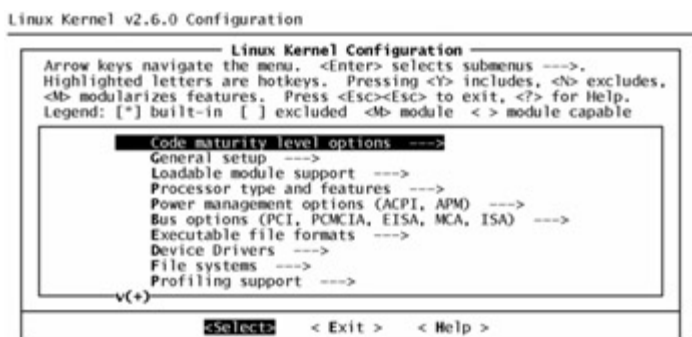 Linux Kernel v2.6.0 Configuration
Linux Kernel Configuration
Arrow keys navigate the menu. <Enter> selects submenus --->.
Highlighted letters are hotkeys. Pressing <Y> includes, <N> excludes,
<M> modularizes features. Press <Esc><Esc> to exit, <?> for Help.
Legend: [*] built-in [ ] excluded <M> module < > module capable
Code maturity level options --->
General setup --->
Loadable module support --->
Processor type and features --->
Power management options (ACPI, APM) --->
Bus options (PCI, PCMCIA, EISA, MCA, ISA) --->
Executable file formats --->
Device Drivers --->
File systems --->
Profiling support --->
v(+)
<Select> < Exit > < Help >